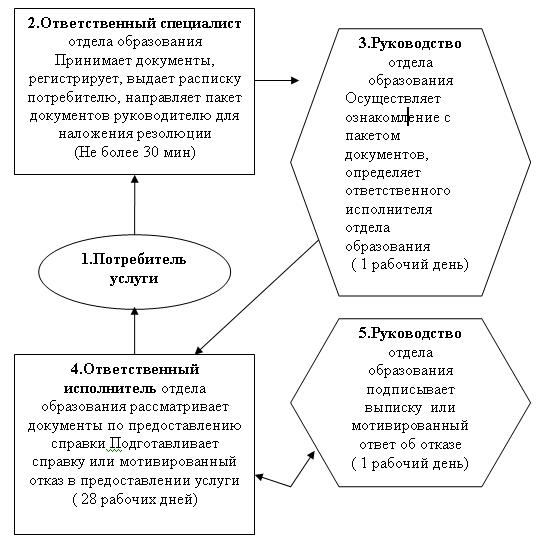 2.Ответственный специалист
отдела образования
Принимает документы,
регистрирует, выдает расписку
потребителю, направляет пакет
документов руководителю для
наложения резолюции
(Не более 30 мин)
3.Руководство
отдела
образования
Осуществляет
ознакомление с
пакетом
документов,
определяет
ответственного
исполнителя
отдела
образования
( 1 рабочий день)
1.Потребитель
услуги
4.Ответственный
исполнитель отдела
образования рассматривает
документы по предоставлению
справки Подготавливает
справку или мотивированный
отказ в предоставлении услуги
( 28 рабочих дней)
5.Руководство
отдела
образования
подписывает
выписку или
мотивированный
ответ об отказе
( 1 рабочий день)